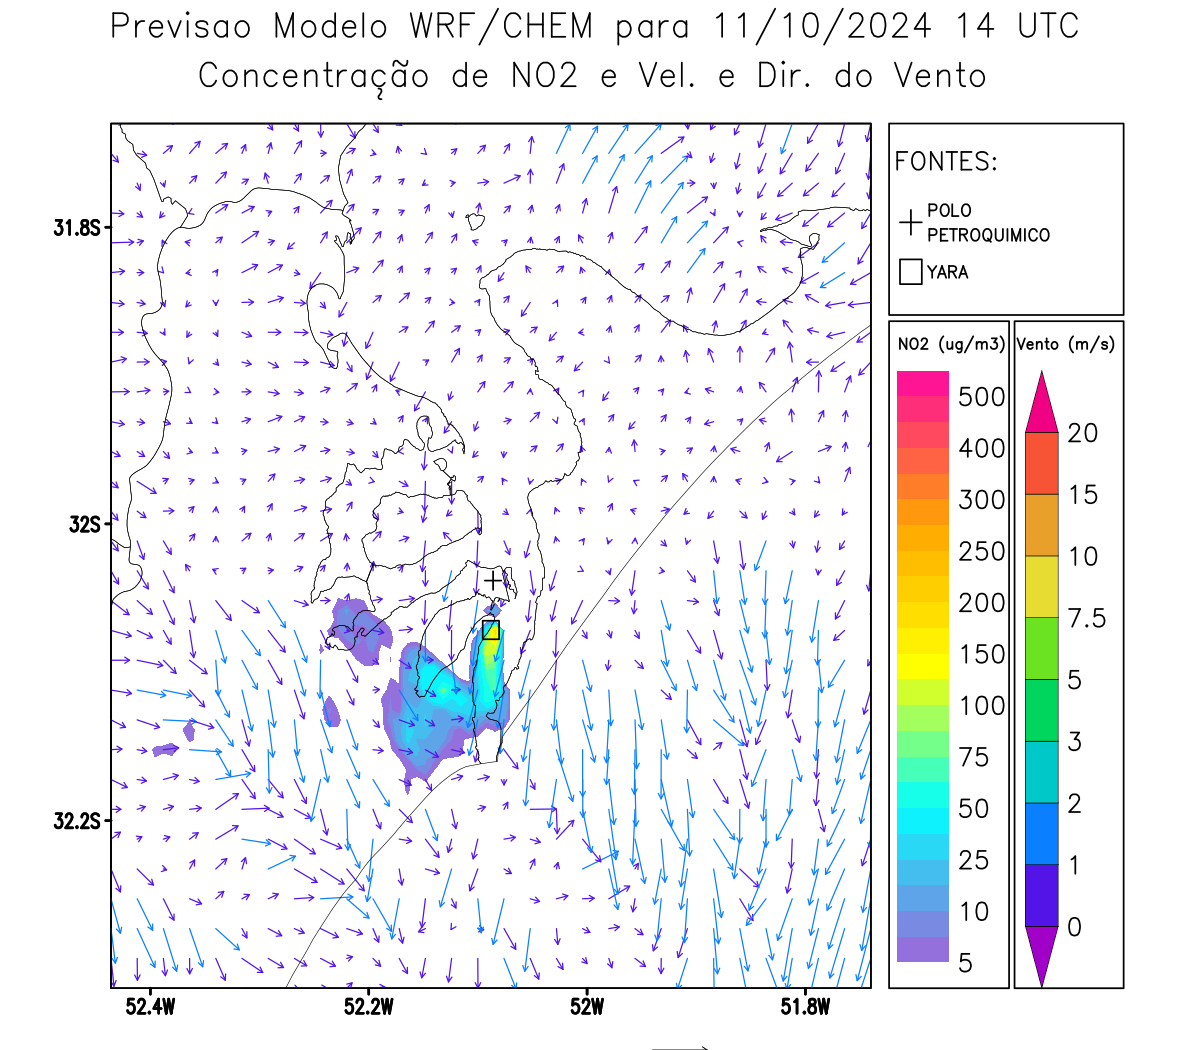 Previsao Modelo WRF/CHEM para 11/10/2024 14 UTC
Concentração de NO2 e Vel. e Dir. do Vento
FONTES:
POLO
PETROQUIMICO
YARA
31.8S
32S
32.2S
52.4W
52.2W
52W
51.8W
NO2 (ug/m3)
500
400
300
250
200
150
100
75
50
25
10
5
Vento (m/s)
20
15
10
7.5
5
3
2
1
0